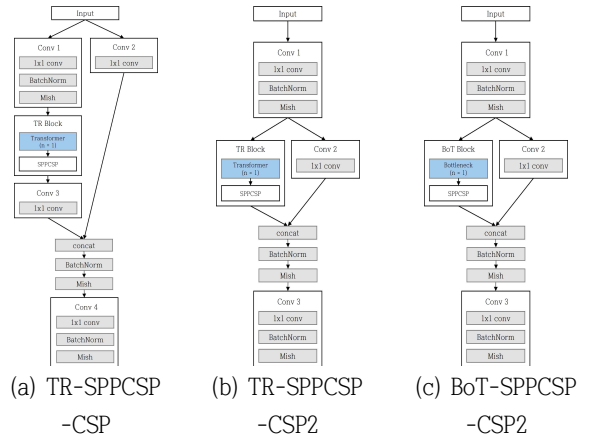 Input
Conv 1
1x1 conv
BatchNorm
Mish
Conv 2
1x1 conv
TR Block
Transformer
(n = 1)
SPPCSP
Conv 3
1x1 conv
concat
BatchNorm
Mish
Conv 4
1x1 conv
BatchNorm
Mish
(a) TR-SPPCSP
-CSP
Input
Conv 1
1x1 conv
BatchNorm
Mish
TR Block
Transformer
(n = 1)
SPPCSP
Conv 2
1x1 conv
concat
BatchNorm
Mish
Conv 3
1x1 conv
BatchNorm
Mish
(b) TR-SPPCSP
-CSP2
Input
Conv 1
1x1 conv
BatchNorm
Mish
BoT Block
Bottleneck
(n = 1)
SPPCSP
Conv 2
1x1 conv
concat
BatchNorm
Mish
Conv 3
1x1 conv
BatchNorm
Mish
(c) BoT-SPPCSP
-CSP2